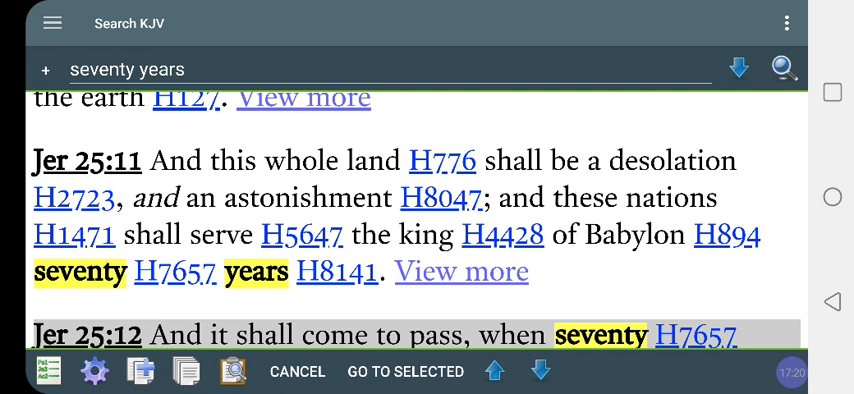 Search KJV
+ seventy years
the earth H127. View more
Jer 25:11 And this whole land H776 shall be a desolation
H2723, and an astonishment H8047; and these nations
H1471 shall serve H5647 the king H4428 of Babylon H894
seventy H7657 years H8141. View more
Jer 25:12 And it shall come to pass, when seventy H7657
CANCEL GO TO SELECTED
17:20